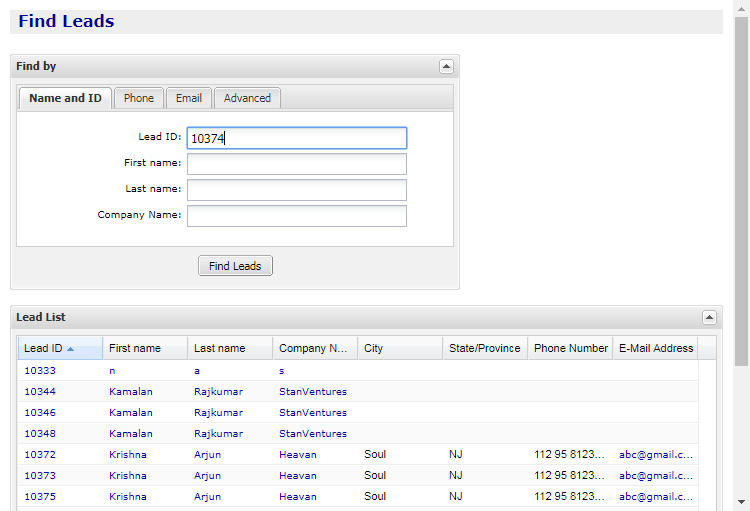 Find Leads
Find by
Name and ID Phone Email Advanced
Lead ID: 10374
First name:
Last name:
Company Name:
Find Leads
Lead List
Lead ID First name Last name Company N... City State/Province Phone Number E-Mail Address
10333 n a s
10344 Kamalan Rajkumar StanVentures
10346 Kamalan Rajkumar StanVentures
10348 Kamalan Rajkumar StanVentures
10372 Krishna Arjun Heavan Soul NJ 112 95 8123... abc@gmail.c...
10373 Krishna Arjun Heavan Soul NJ 112 95 8123... abc@gmail.c...
10375 Krishna Arjun Heavan Soul NJ 112 95 8123... abc@gmail.c...